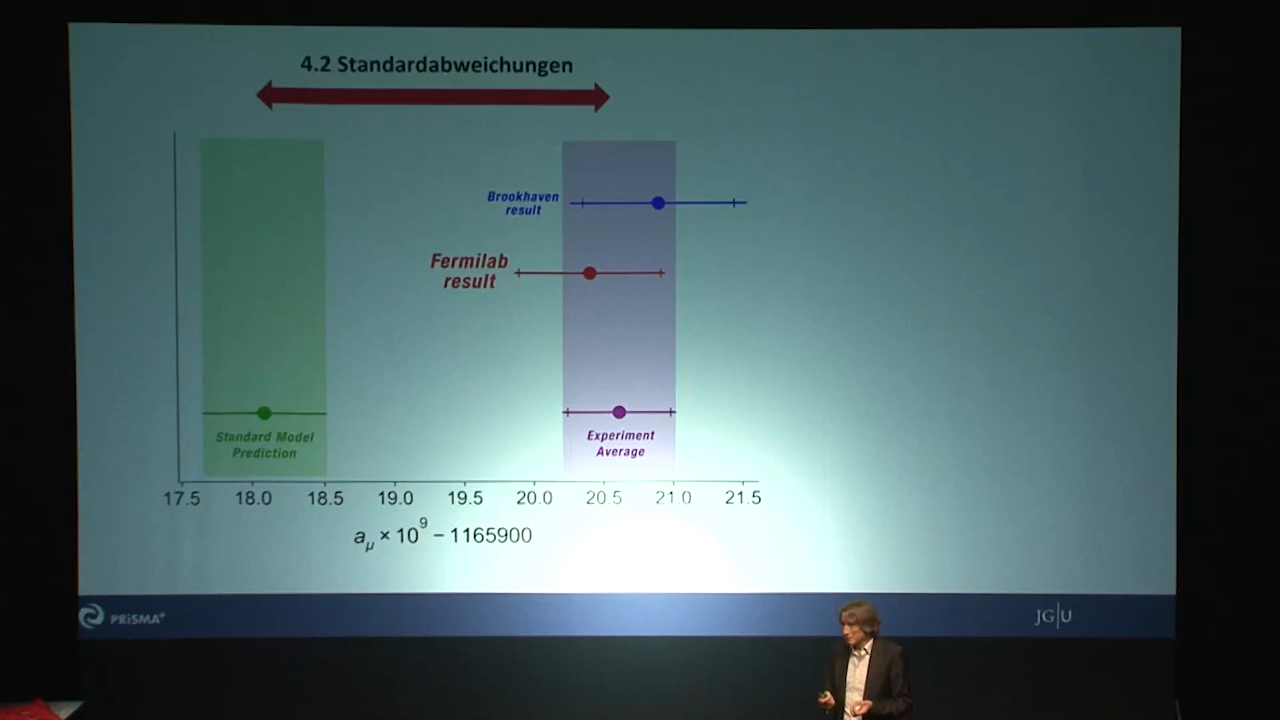 4.2 Standardabweichungen
Brookhaven
result
Fermilab
result
Standard Model
Prediction
Experiment
Average
17.5 18.0 18.5 19.0 19.5 20.0 20.5 21.0 21.5
aμ × 10⁹ − 1165900
PRiSMA+
JG|U